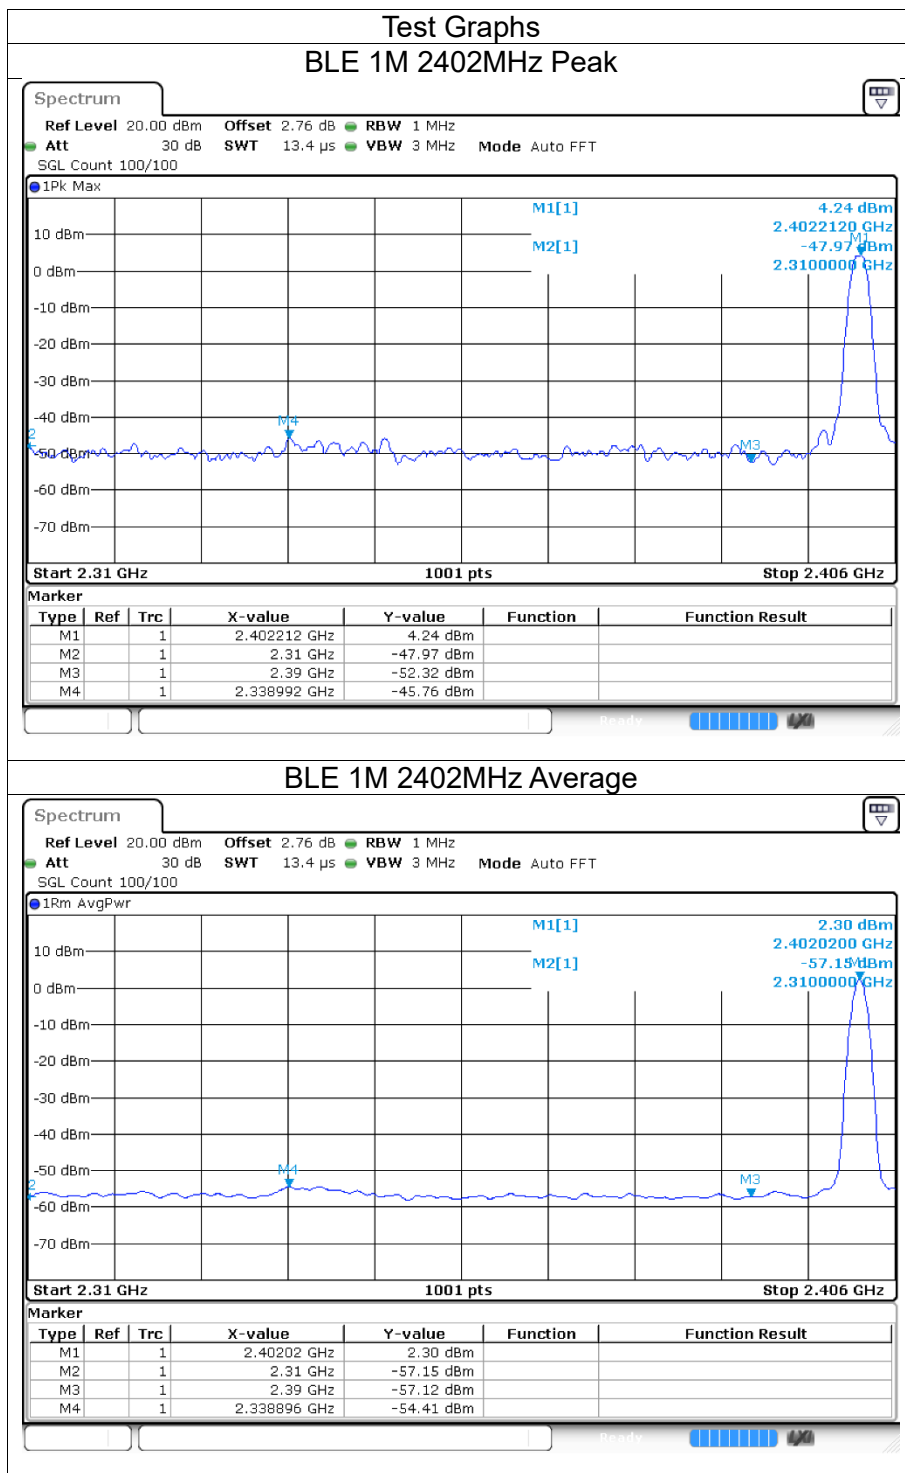 Test Graphs
BLE 1M 2402MHz Peak
Spectrum
Ref Level 20.00 dBm Offset 2.76 dB RBW 1 MHz
Att 30 dB SWT 13.4 µs VBW 3 MHz Mode Auto FFT
SGL Count 100/100
1Pk Max
M1[1] 4.24 dBm
2.4022120 GHz
M2[1] -47.97 dBm
2.3100000 GHz
M1
10 dBm
0 dBm
-10 dBm
-20 dBm
-30 dBm
-40 dBm
M4
2
M3
-50 dBm
-60 dBm
-70 dBm
Start 2.31 GHz 1001 pts Stop 2.406 GHz
Marker
Type Ref Trc X-value Y-value Function Function Result
M1 1 2.402212 GHz 4.24 dBm
M2 1 2.31 GHz -47.97 dBm
M3 1 2.39 GHz -52.32 dBm
M4 1 2.338992 GHz -45.76 dBm
Ready LXI
BLE 1M 2402MHz Average
Spectrum
Ref Level 20.00 dBm Offset 2.76 dB RBW 1 MHz
Att 30 dB SWT 13.4 µs VBW 3 MHz Mode Auto FFT
SGL Count 100/100
1Rm AvgPwr
M1[1] 2.30 dBm
2.4020200 GHz
M2[1] -57.15 dBm
2.3100000 GHz
10 dBm
0 dBm
-10 dBm
-20 dBm
-30 dBm
-40 dBm
-50 dBm
M4
M3
2
-60 dBm
-70 dBm
Start 2.31 GHz 1001 pts Stop 2.406 GHz
Marker
Type Ref Trc X-value Y-value Function Function Result
M1 1 2.40202 GHz 2.30 dBm
M2 1 2.31 GHz -57.15 dBm
M3 1 2.39 GHz -57.12 dBm
M4 1 2.338896 GHz -54.41 dBm
Ready LXI